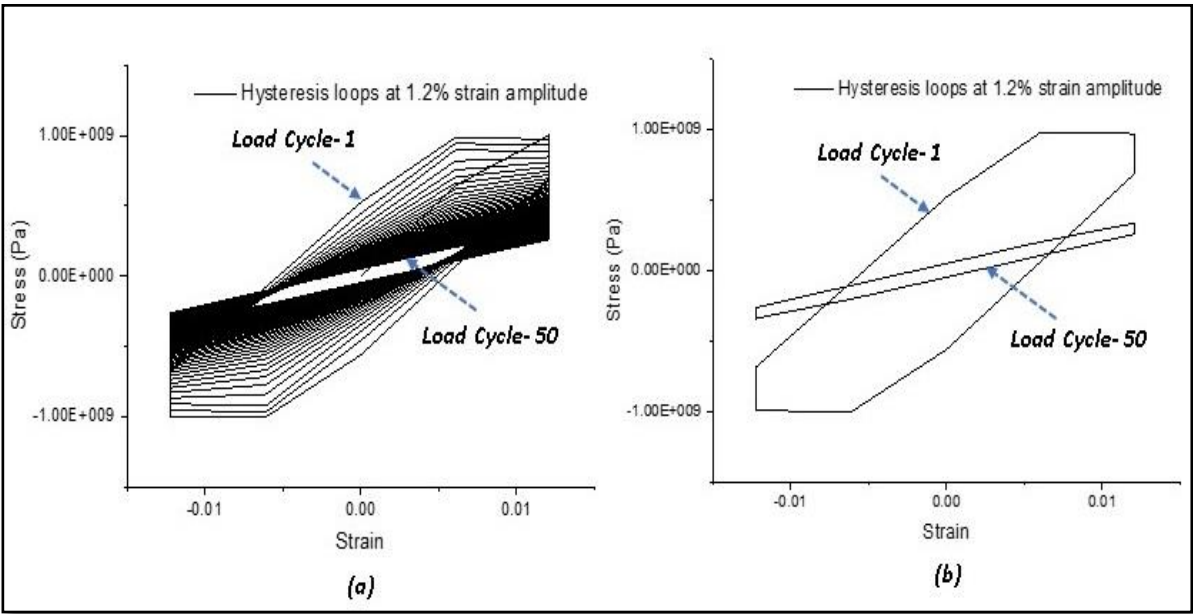 Hysteresis loops at 1.2% strain amplitude
Load Cycle- 1
1.00E+009
0.00E+000
-1.00E+009
Stress (Pa)
Load Cycle- 50
-0.01
0.00
0.01
Strain
(a)
Hysteresis loops at 1.2% strain amplitude
Load Cycle- 1
1.00E+009
0.00E+000
-1.00E+009
Stress (Pa)
Load Cycle- 50
-0.01
0.00
0.01
Strain
(b)